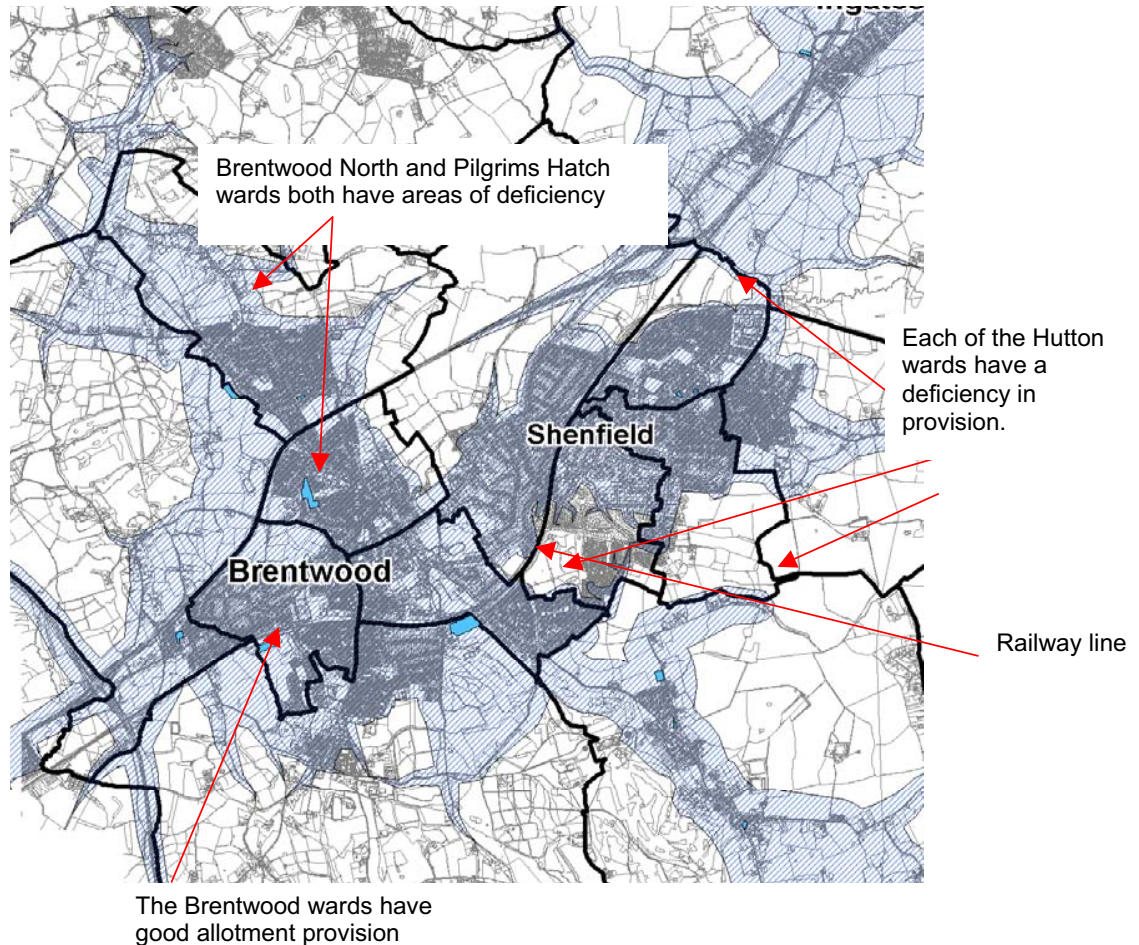 Brentwood North and Pilgrims Hatch
wards both have areas of deficiency
Each of the Hutton
wards have a
deficiency in
provision.
Shenfield
Brentwood
Railway line
The Brentwood wards have
good allotment provision